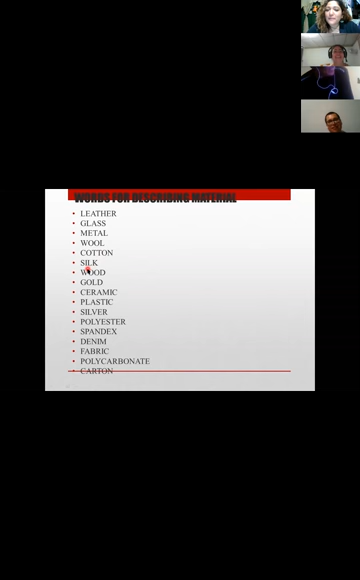 WORDS FOR DESCRIBING MATERIAL
• LEATHER
• GLASS
• METAL
• WOOL
• COTTON
• SILK
• WOOD
• GOLD
• CERAMIC
• PLASTIC
• SILVER
• POLYESTER
• SPANDEX
• DENIM
• FABRIC
• POLYCARBONATE
• CARTON